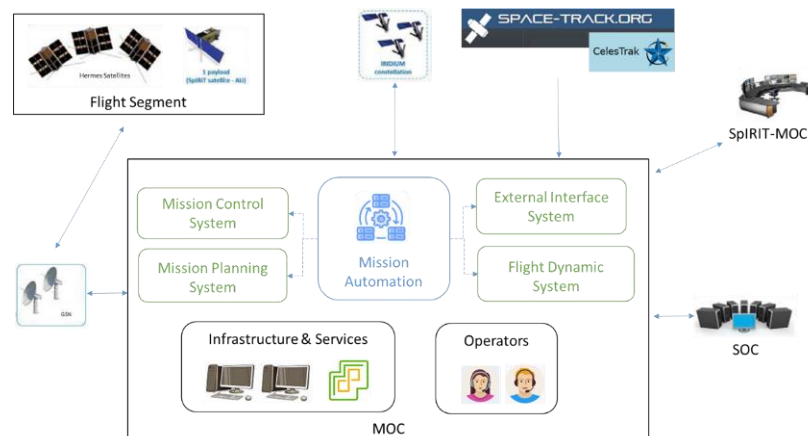 SPACE-TRACK.ORG
CelesTrak
IRIDIUM
constellation
Hermes Satellites
1 payload
(SpIRIT satellite - AU)
Flight Segment
SpIRIT-MOC
Mission Control
System
External Interface
System
Mission Planning
System
Mission
Automation
Flight Dynamic
System
GSN
Infrastructure & Services
Operators
SOC
MOC